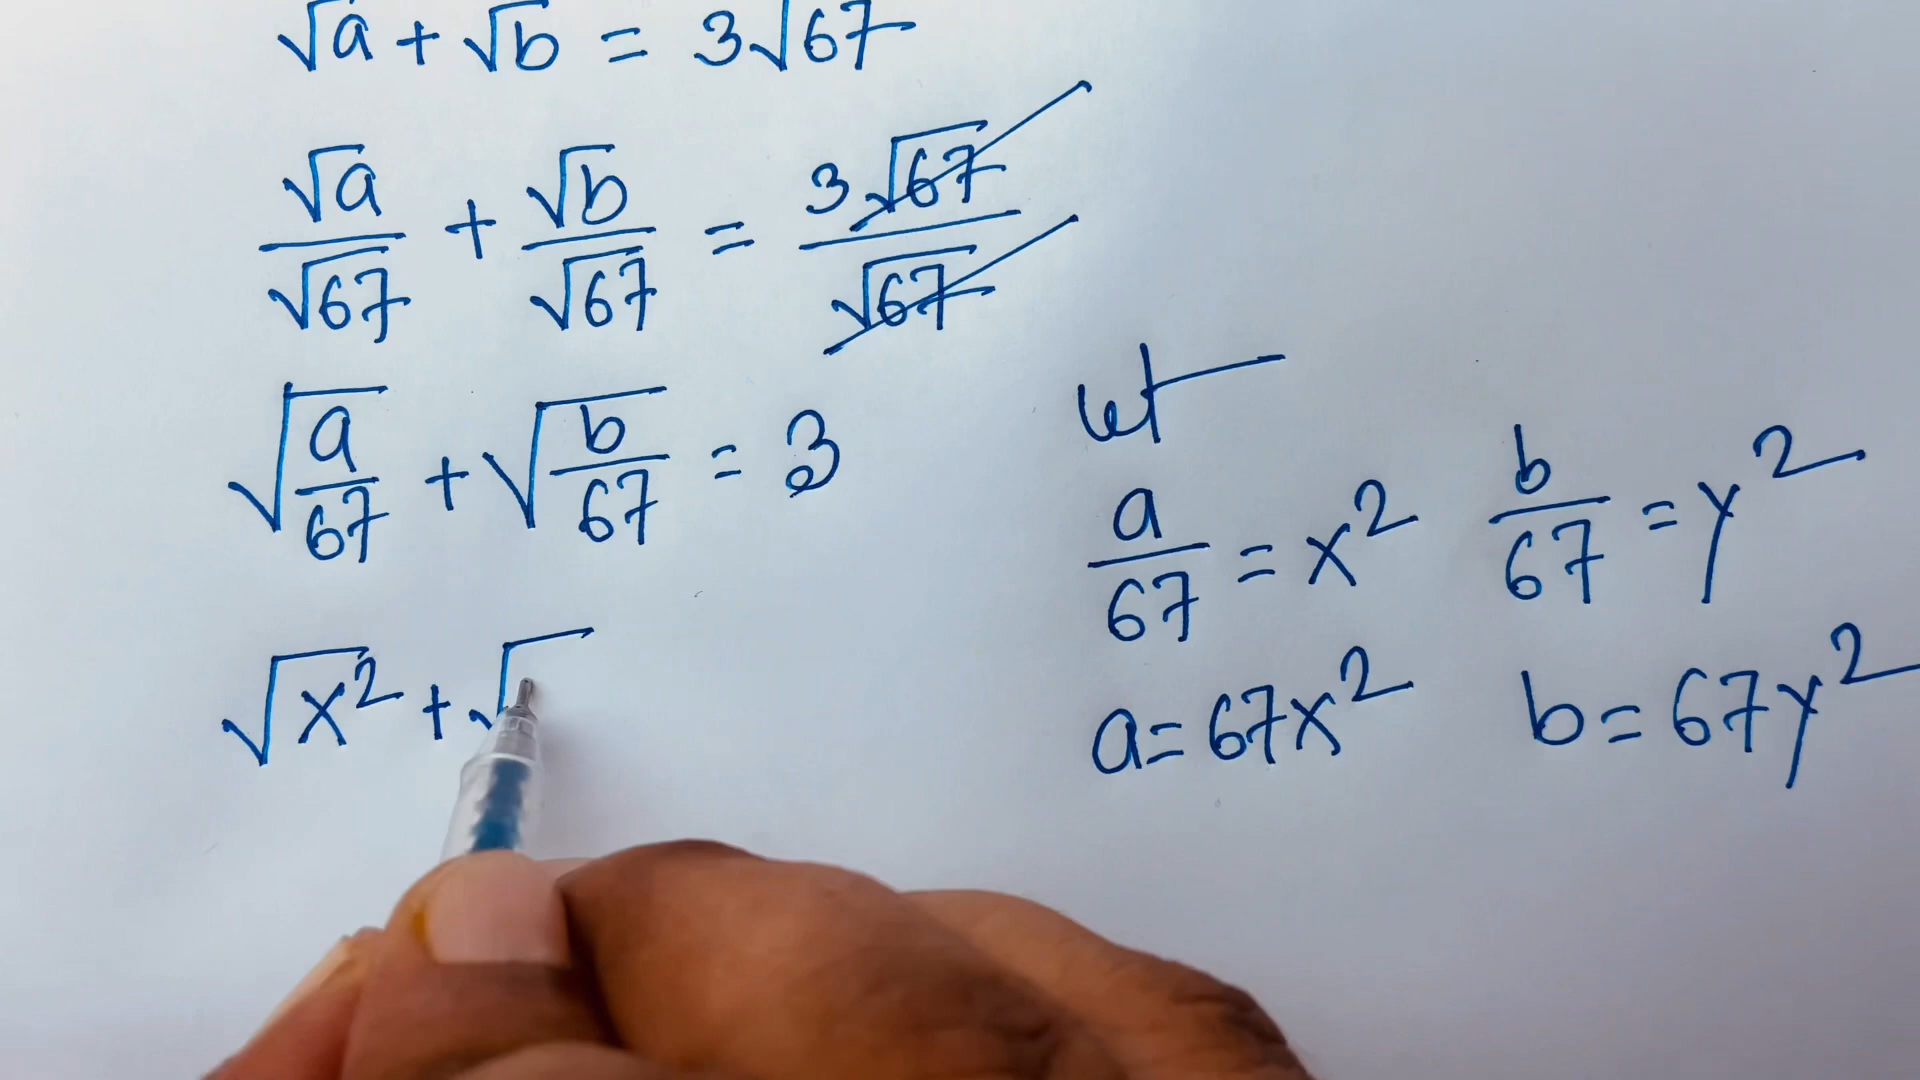 √a + √b = 3√67
√a/√67 + √b/√67 = 3√67/√67
√(a/67) + √(b/67) = 3
√x² + √
let
a/67 = x² b/67 = y²
a = 67x² b = 67y²